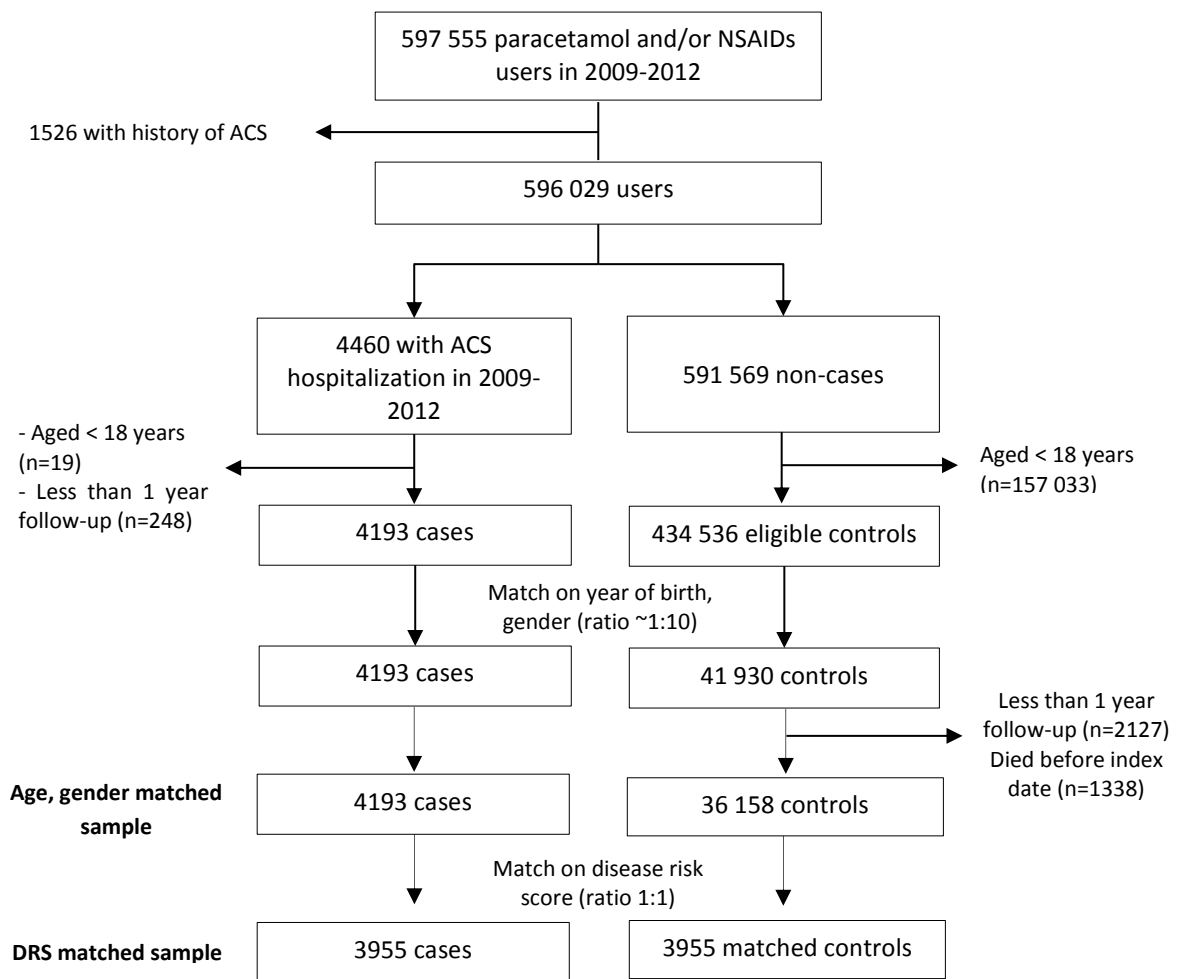 597 555 paracetamol and/or NSAIDs
users in 2009-2012
1526 with history of ACS
596 029 users
4460 with ACS
hospitalization in 2009-
2012
591 569 non-cases
- Aged < 18 years
(n=19)
- Less than 1 year
follow-up (n=248)
Aged < 18 years
(n=157 033)
4193 cases
434 536 eligible controls
Match on year of birth,
gender (ratio ~1:10)
4193 cases
41 930 controls
Less than 1 year
follow-up (n=2127)
Died before index
date (n=1338)
Age, gender matched
sample
4193 cases
36 158 controls
Match on disease risk
score (ratio 1:1)
DRS matched sample
3955 cases
3955 matched controls